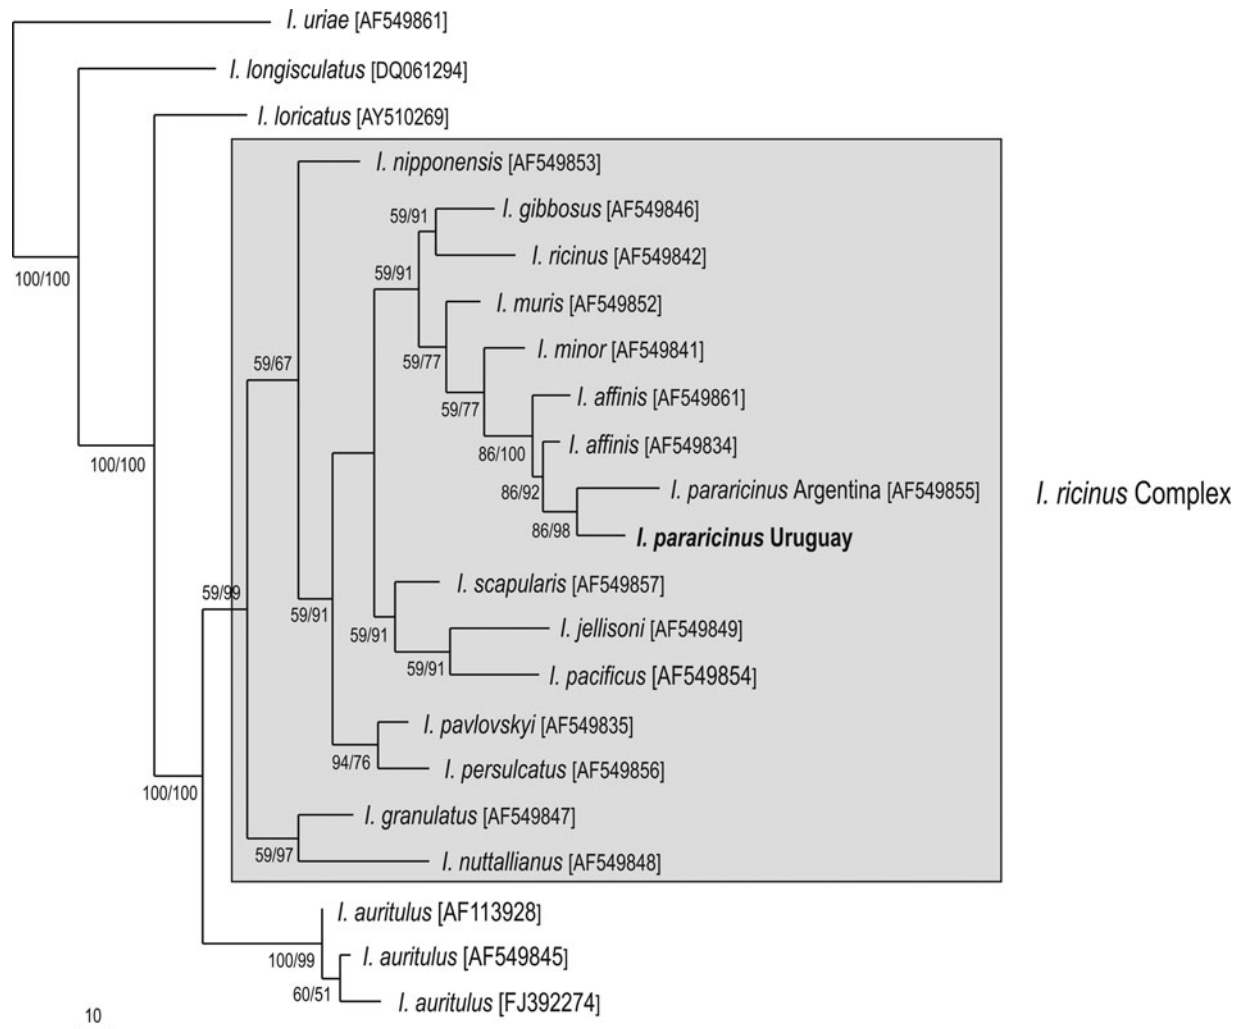 I. uriae [AF549861]
I. longisculatus [DQ061294]
I. loricatus [AY510269]
I. nipponensis [AF549853]
59/91
I. gibbosus [AF549846]
I. ricinus [AF549842]
100/100
59/91
I. muris [AF549852]
I. minor [AF549841]
59/67
59/77
I. affinis [AF549861]
59/77
I. affinis [AF549834]
86/100
100/100
86/92
I. pararicinus Argentina [AF549855]
I. ricinus Complex
86/98
I. pararicinus Uruguay
I. scapularis [AF549857]
59/99
59/91
I. jellisoni [AF549849]
59/91
59/91
I. pacificus [AF549854]
I. pavlovskyi [AF549835]
94/76
I. persulcatus [AF549856]
100/100
I. granulatus [AF549847]
59/97
I. nuttallianus [AF549848]
I. auritulus [AF113928]
100/99
I. auritulus [AF549845]
60/51
I. auritulus [FJ392274]
10